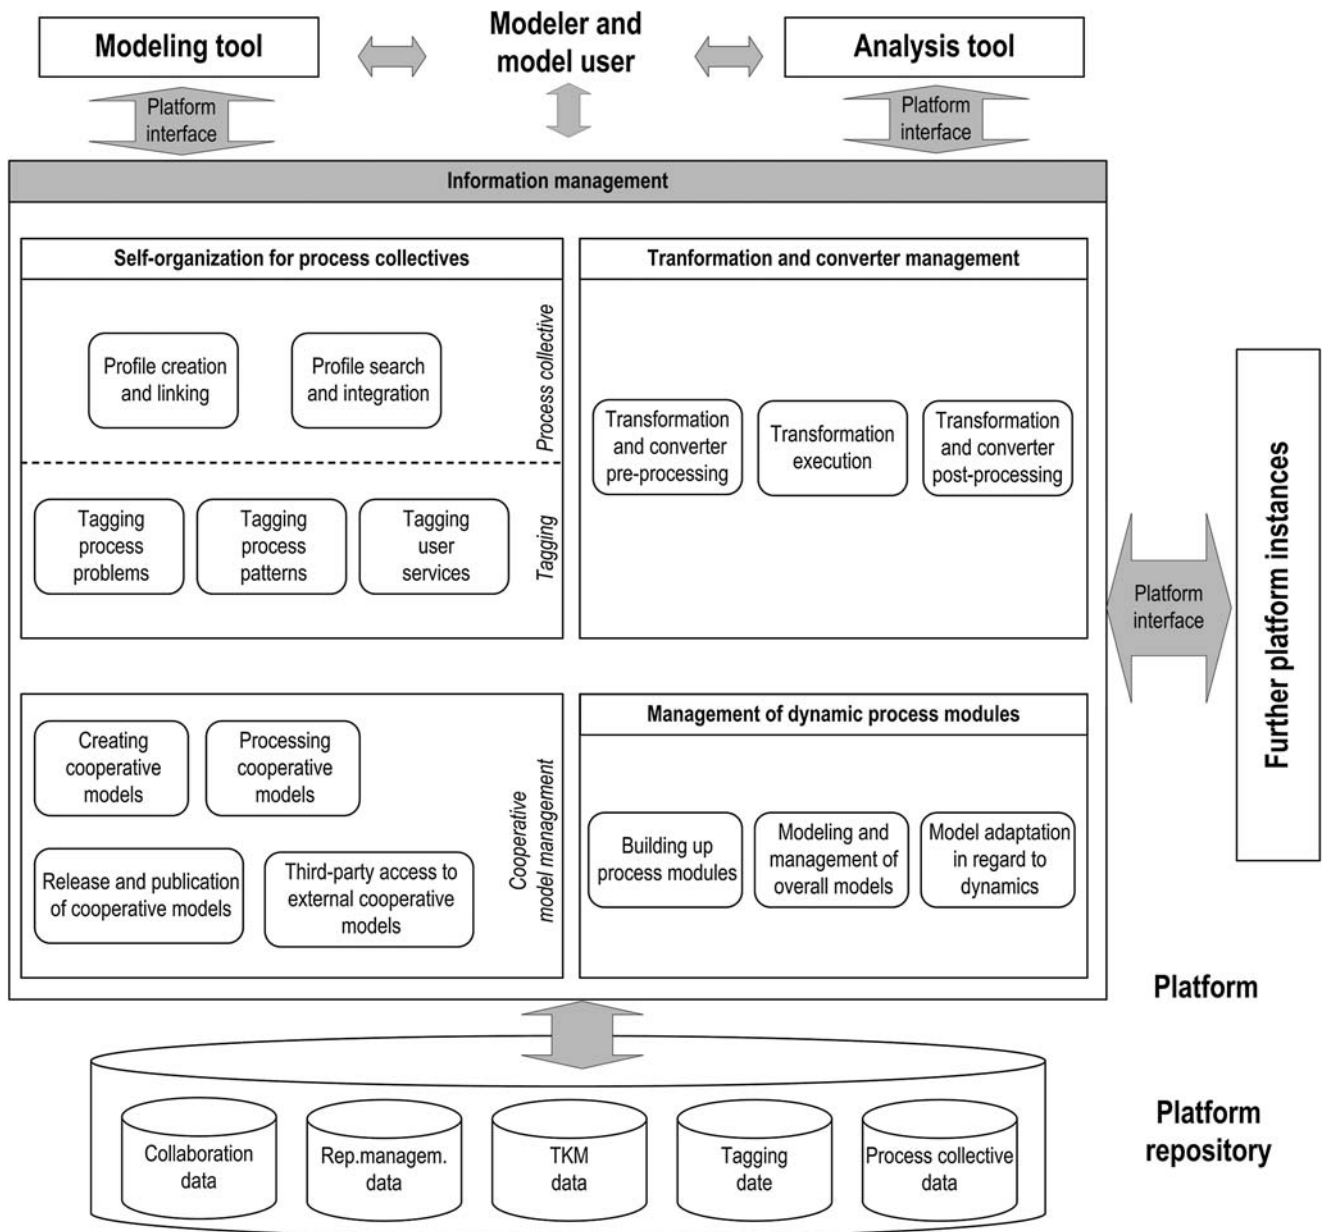 Modeling tool
Modeler and
model user
Analysis tool
Platform
interface
Platform
interface
Information management
Self-organization for process collectives
Profile creation
and linking
Profile search
and integration
Process collective
Tagging
process
problems
Tagging
process
patterns
Tagging
user
services
Tagging
Tranformation and converter management
Transformation
and converter
pre-processing
Transformation
execution
Transformation
and converter
post-processing
Creating
cooperative
models
Processing
cooperative
models
Release and publication
of cooperative models
Third-party access to
external cooperative
models
Cooperative
model management
Management of dynamic process modules
Building up
process modules
Modeling and
management of
overall models
Model adaptation
in regard to
dynamics
Platform
interface
Further platform instances
Platform
Collaboration
data
Rep.managem.
data
TKM
data
Tagging
date
Process collective
data
Platform
repository